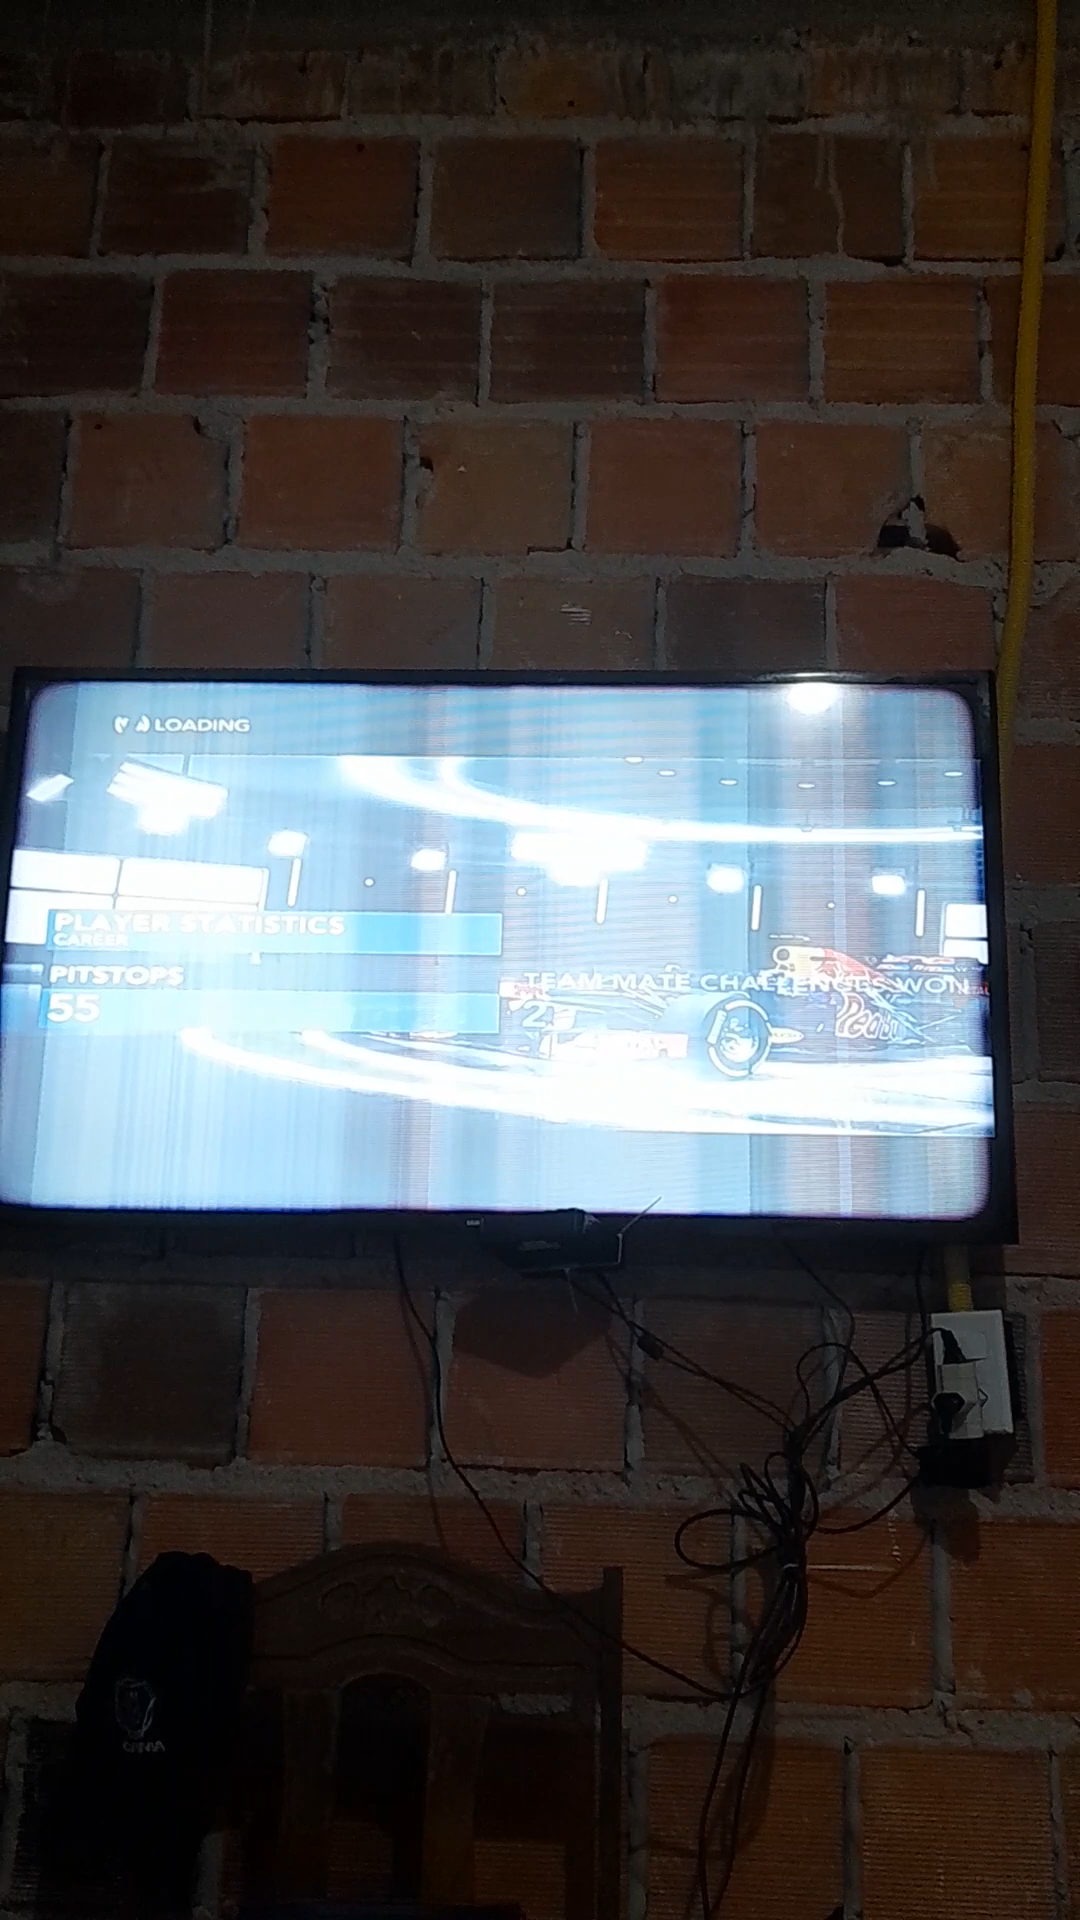 LOADING
PLAYER STATISTICS
CAREER
PITSTOPS
55
TEAM MATE CHALLENGES WON
2